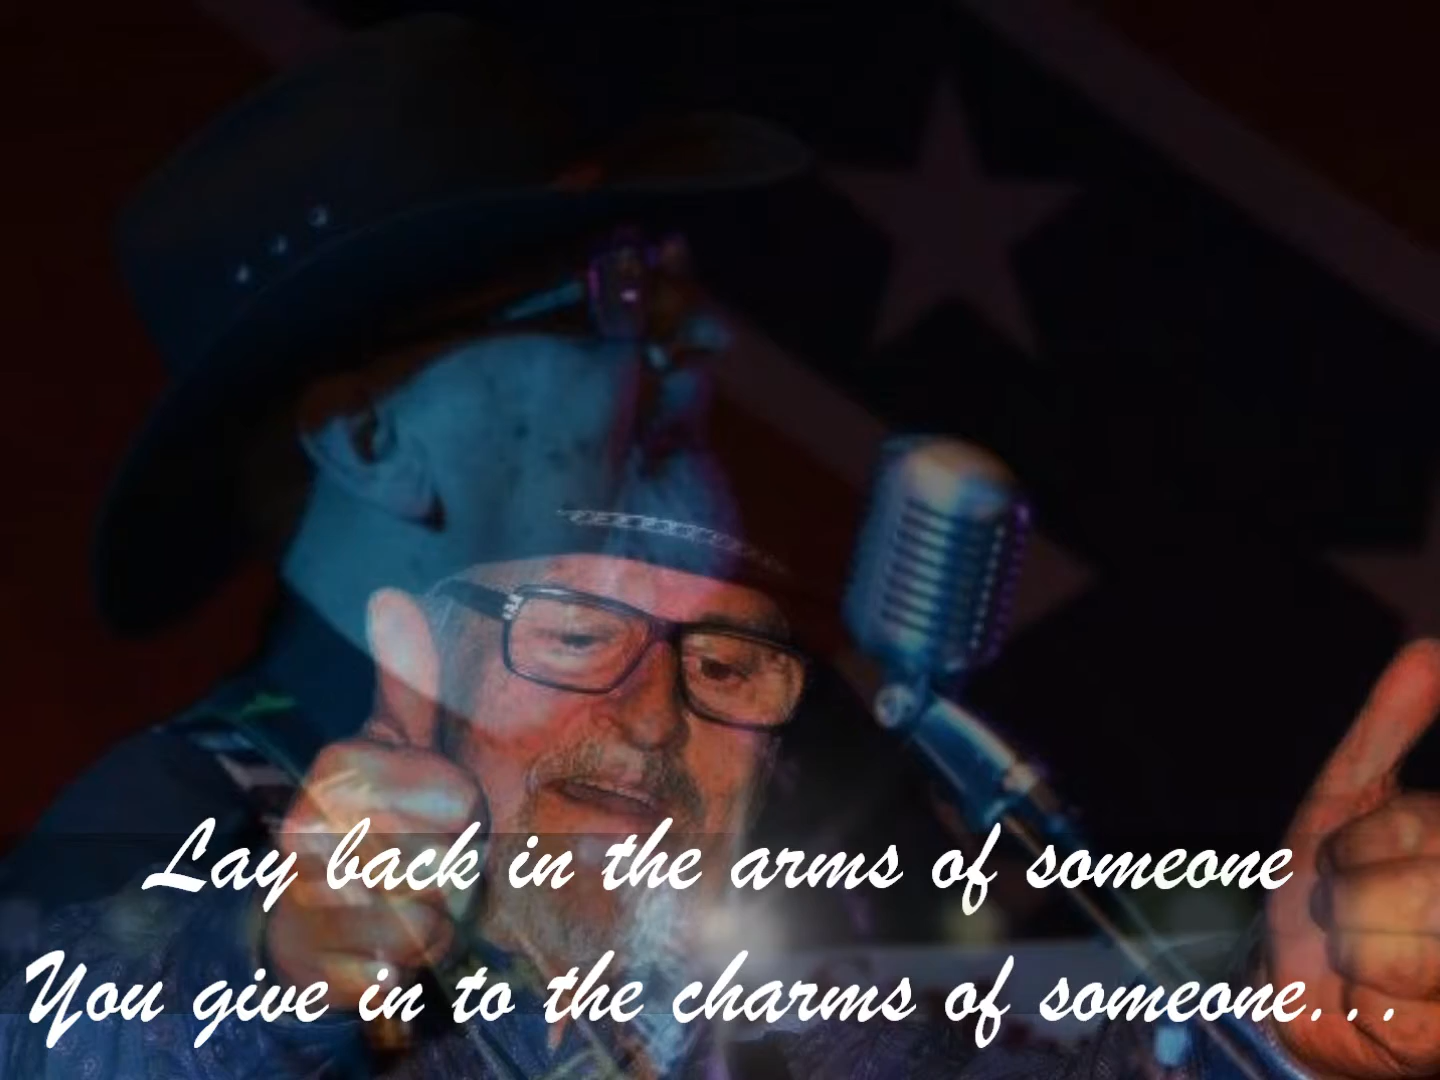 Lay back in the arms of someone
You give in to the charms of someone...